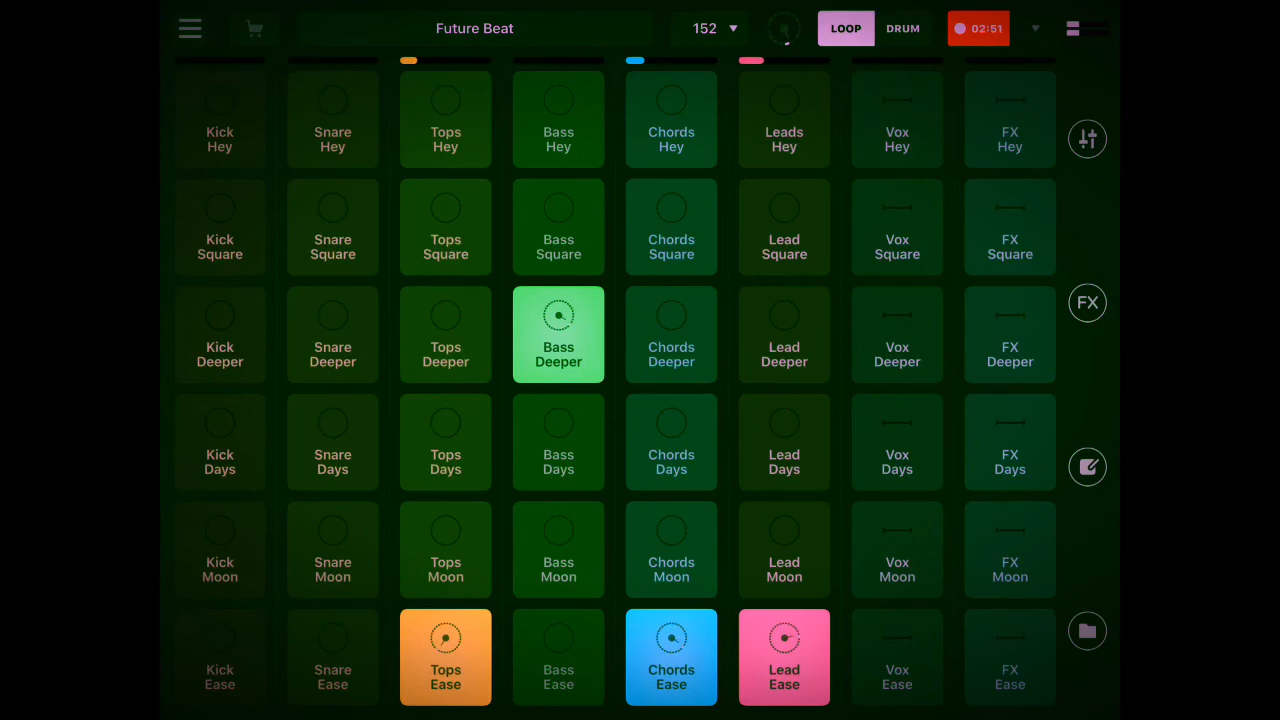 Future Beat
152
LOOP
DRUM
02:51
Kick Hey
Snare Hey
Tops Hey
Bass Hey
Chords Hey
Leads Hey
Vox Hey
FX Hey
Kick Square
Snare Square
Tops Square
Bass Square
Chords Square
Lead Square
Vox Square
FX Square
Kick Deeper
Snare Deeper
Tops Deeper
Bass Deeper
Chords Deeper
Lead Deeper
Vox Deeper
FX Deeper
FX
Kick Days
Snare Days
Tops Days
Bass Days
Chords Days
Lead Days
Vox Days
FX Days
Kick Moon
Snare Moon
Tops Moon
Bass Moon
Chords Moon
Lead Moon
Vox Moon
FX Moon
Kick Ease
Snare Ease
Tops Ease
Bass Ease
Chords Ease
Lead Ease
Vox Ease
FX Ease